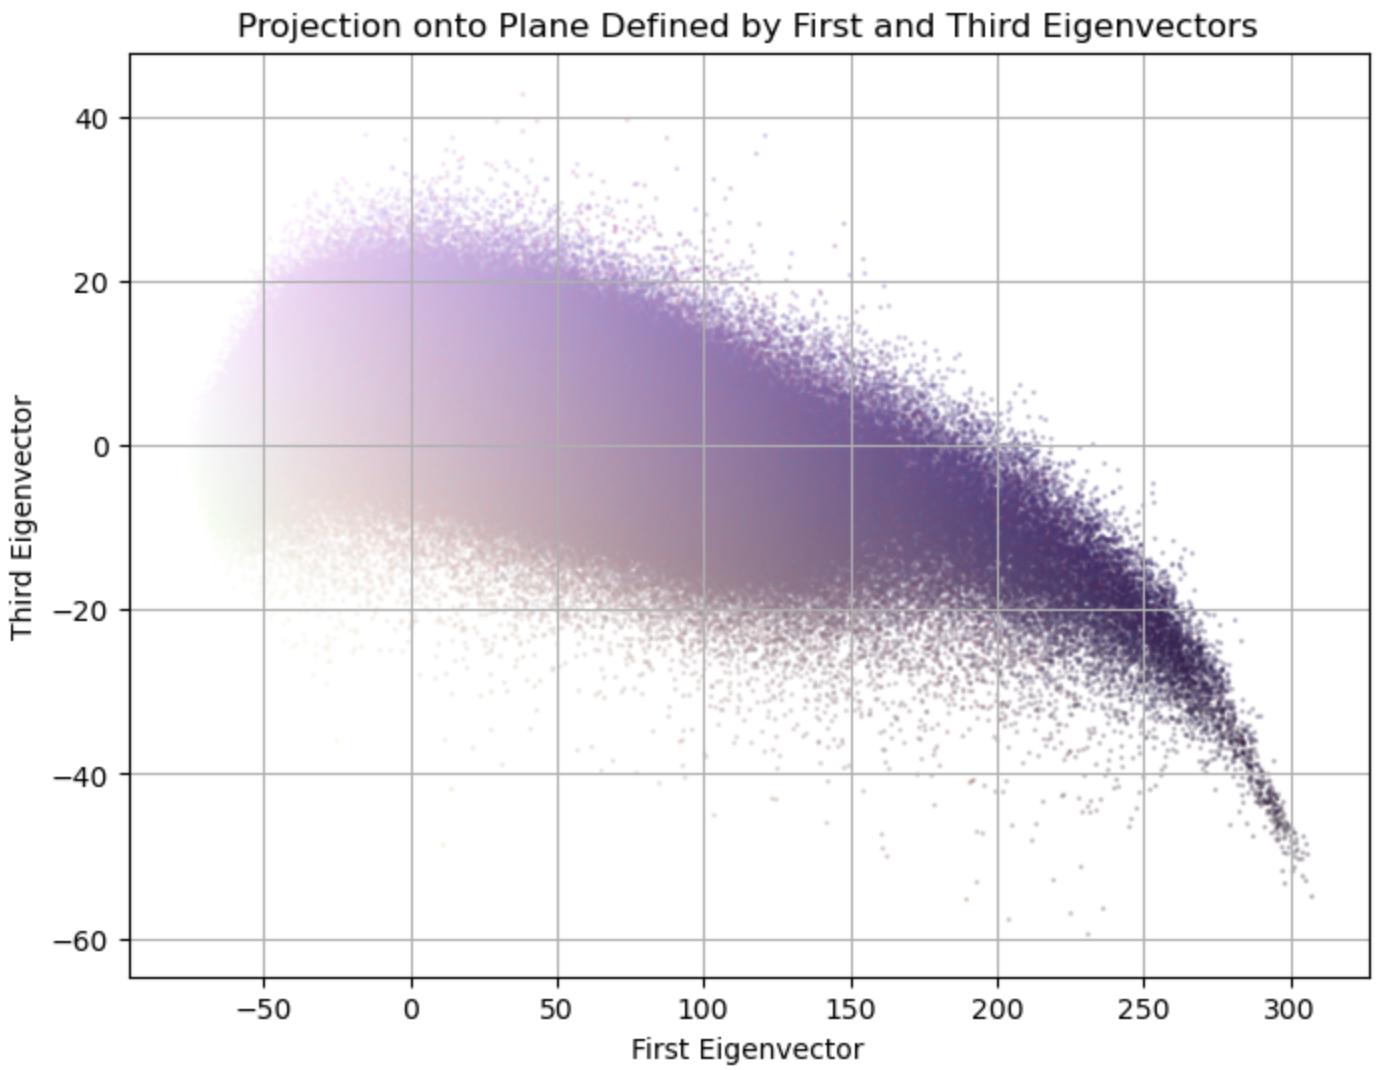 Projection onto Plane Defined by First and Third Eigenvectors
40
20
0
−20
−40
−60
Third Eigenvector
−50 0 50 100 150 200 250 300
First Eigenvector